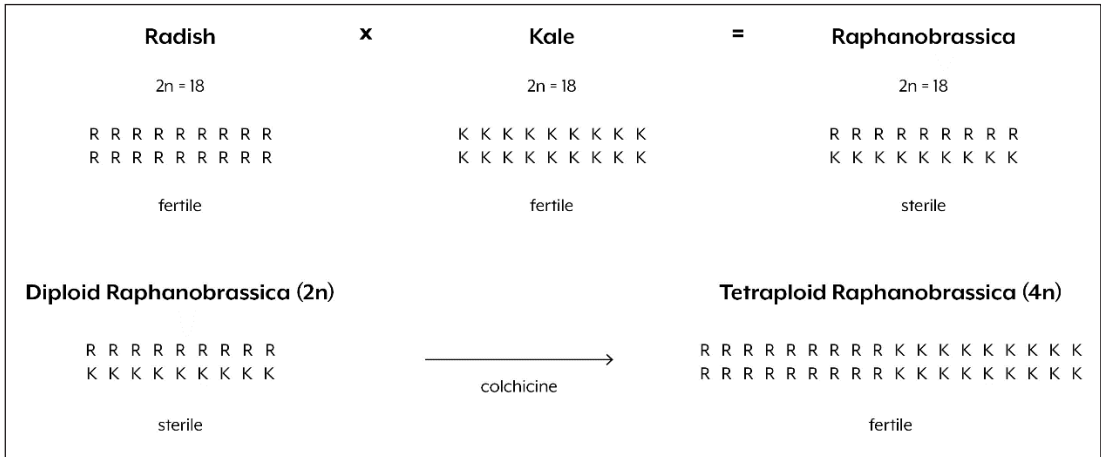 Radish x Kale = Raphanobrassica
2n = 18 2n = 18 2n = 18
R R R R R R R R R K K K K K K K K K R R R R R R R R R
R R R R R R R R R K K K K K K K K K K K K K K K K K K
fertile fertile sterile
Diploid Raphanobrassica (2n) Tetraploid Raphanobrassica (4n)
R R R R R R R R R R R R R R R R R R K K K K K K K K K
K K K K K K K K K R R R R R R R R R K K K K K K K K K
colchicine
sterile fertile